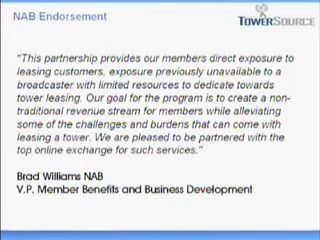 NAB Endorsement
TOWERSOURCE
"This partnership provides our members direct exposure to
leasing customers, exposure previously unavailable to a
broadcaster with limited resources to dedicate towards
tower leasing. Our goal for the program is to create a non-
traditional revenue stream for members while alleviating
some of the challenges and burdens that can come with
leasing a tower. We are pleased to be partnered with the
top online exchange for such services."
Brad Williams NAB
V.P. Member Benefits and Business Development